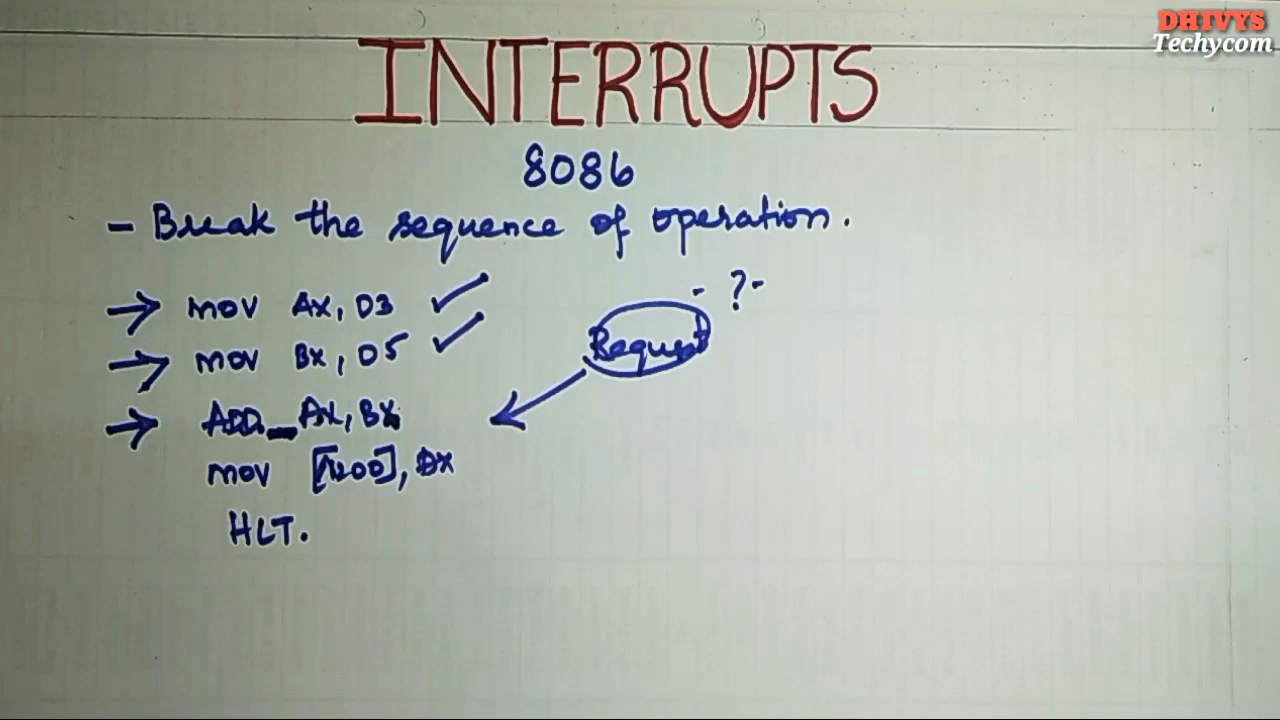 DHIVYS
Techycom
INTERRUPTS
8086
- Break the sequence of operation.
→ mov AX, 03 ✓
→ mov BX, 05 ✓
- ? -
Request
→ ADD AX, BX
mov [1200], AX
HLT.